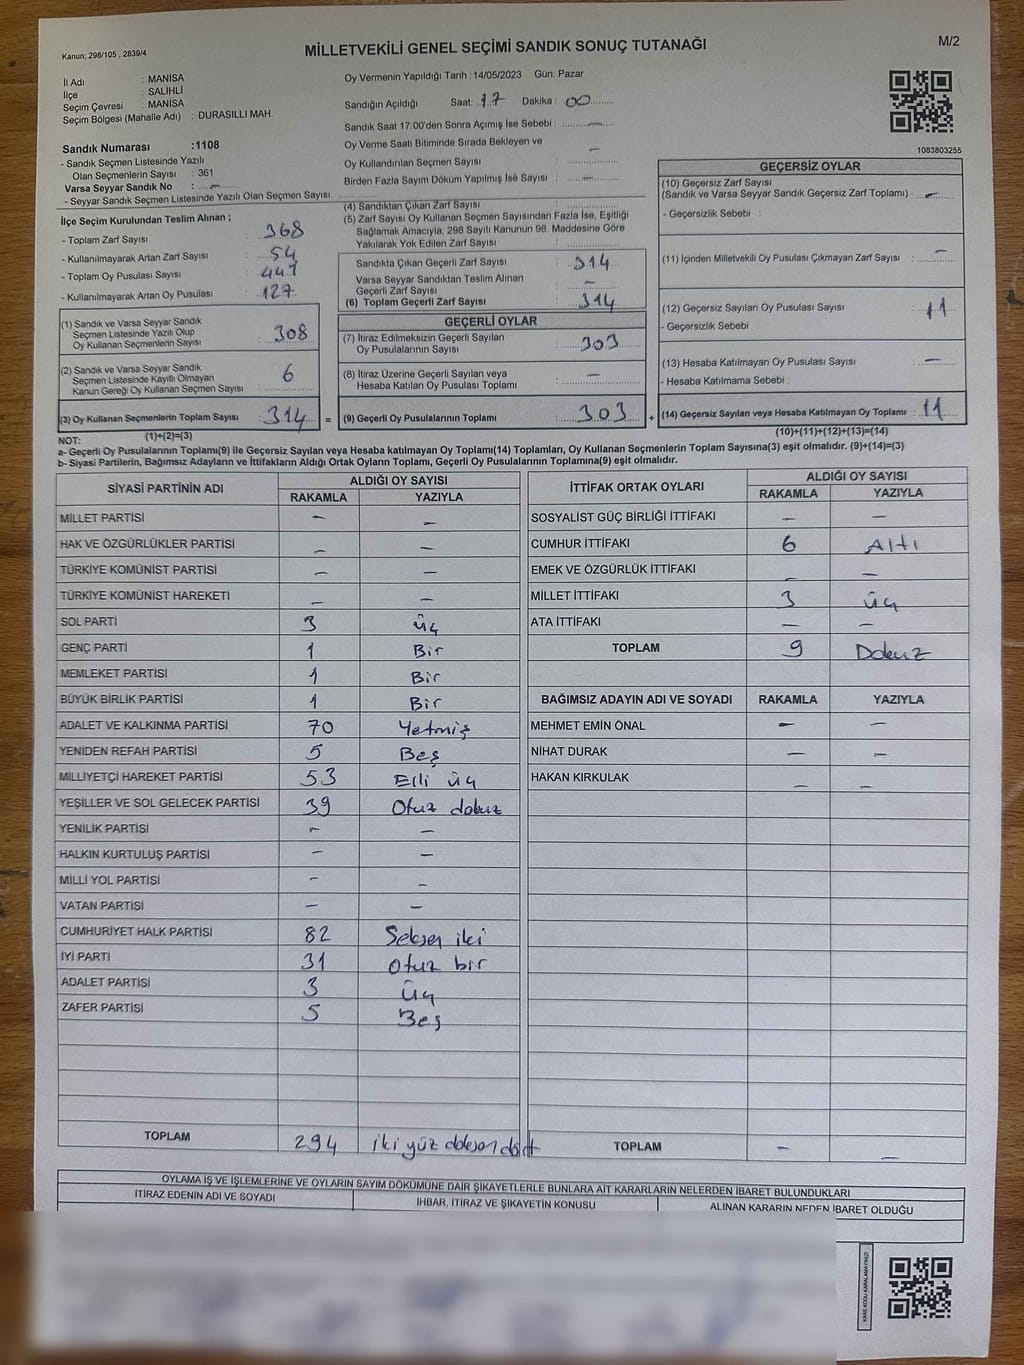 Kanun; 298/105 , 2839/4
MİLLETVEKİLİ GENEL SEÇİMİ SANDIK SONUÇ TUTANAĞI
M/2
İl Adı : MANİSA
İlçe : SALİHLİ
Seçim Çevresi : MANİSA
Seçim Bölgesi (Mahalle Adı) : DURASILLI MAH.
Oy Vermenin Yapıldığı Tarih :14/05/2023 Gün: Pazar
Sandığın Açıldığı Saat: 17 Dakika : 00
Sandık Saat 17:00'den Sonra Açımış İse Sebebi : —
Oy Verme Saati Bitiminde Sırada Bekleyen ve
Oy Kullandırılan Seçmen Sayısı : —
Birden Fazla Sayım Döküm Yapılmış İse Sayısı : —
1083803255
Sandık Numarası :1108
- Sandık Seçmen Listesinde Yazılı
Olan Seçmenlerin Sayısı : 361
Varsa Seyyar Sandık No : —
- Seyyar Sandık Seçmen Listesinde Yazılı Olan Seçmen Sayısı:
İlçe Seçim Kurulundan Teslim Alınan ;
- Toplam Zarf Sayısı : 368
- Kullanılmayarak Artan Zarf Sayısı : 54
- Toplam Oy Pusulası Sayısı : 441
- Kullanılmayarak Artan Oy Pusulası : 127
(1) Sandık ve Varsa Seyyar Sandık
Seçmen Listesinde Yazılı Olup
Oy Kullanan Seçmenlerin Sayısı : 308
(2) Sandık ve Varsa Seyyar Sandık
Seçmen Listesinde Kayıtlı Olmayan
Kanun Gereği Oy Kullanan Seçmen Sayısı : 6
(3) Oy Kullanan Seçmenlerin Toplam Sayısı : 314 =
(1)+(2)=(3)
(4) Sandıktan Çıkan Zarf Sayısı :
(5) Zarf Sayısı Oy Kullanan Seçmen Sayısından Fazla İse, Eşitliği
Sağlamak Amacıyla, 298 Sayılı Kanunun 98. Maddesine Göre
Yakılarak Yok Edilen Zarf Sayısı :
Sandıkta Çıkan Geçerli Zarf Sayısı : 314
Varsa Seyyar Sandıktan Teslim Alınan
Geçerli Zarf Sayısı : —
(6) Toplam Geçerli Zarf Sayısı : 314
GEÇERLİ OYLAR
(7) İtiraz Edilmeksizin Geçerli Sayılan
Oy Pusulalarının Sayısı : 303
(8) İtiraz Üzerine Geçerli Sayılan veya
Hesaba Katılan Oy Pusulası Toplamı : —
(9) Geçerli Oy Pusulalarının Toplamı : 303 +
GEÇERSİZ OYLAR
(10) Geçersiz Zarf Sayısı
(Sandık ve Varsa Seyyar Sandık Geçersiz Zarf Toplamı) : —
- Geçersizlik Sebebi :
(11) İçinden Milletvekili Oy Pusulası Çıkmayan Zarf Sayısı : —
(12) Geçersiz Sayılan Oy Pusulası Sayısı : 11
- Geçersizlik Sebebi :
(13) Hesaba Katılmayan Oy Pusulası Sayısı : —
- Hesaba Katılmama Sebebi :
(14) Geçersiz Sayılan veya Hesaba Katılmayan Oy Toplamı : 11
(10)+(11)+(12)+(13)=(14)
NOT:
a- Geçerli Oy Pusulalarının Toplamı(9) ile Geçersiz Sayılan veya Hesaba katılmayan Oy Toplamı(14) Toplamları, Oy Kullanan Seçmenlerin Toplam Sayısına(3) eşit olmalıdır. (9)+(14)=(3)
b- Siyasi Partilerin, Bağımsız Adayların ve İttifakların Aldığı Ortak Oyların Toplamı, Geçerli Oy Pusulalarının Toplamına(9) eşit olmalıdır.
SİYASİ PARTİNİN ADI ALDIĞI OY SAYISI
RAKAMLA YAZIYLA
MİLLET PARTİSİ — —
HAK VE ÖZGÜRLÜKLER PARTİSİ — —
TÜRKİYE KOMÜNİST PARTİSİ — —
TÜRKİYE KOMÜNİST HAREKETİ — —
SOL PARTİ 3 üç
GENÇ PARTİ 1 Bir
MEMLEKET PARTİSİ 1 Bir
BÜYÜK BİRLİK PARTİSİ 1 Bir
ADALET VE KALKINMA PARTİSİ 70 Yetmiş
YENİDEN REFAH PARTİSİ 5 Beş
MİLLİYETÇİ HAREKET PARTİSİ 53 Elli üç
YEŞİLLER VE SOL GELECEK PARTİSİ 39 Otuz dokuz
YENİLİK PARTİSİ — —
HALKIN KURTULUŞ PARTİSİ — —
MİLLİ YOL PARTİSİ — —
VATAN PARTİSİ — —
CUMHURİYET HALK PARTİSİ 82 Seksen iki
İYİ PARTİ 31 Otuz bir
ADALET PARTİSİ 3 üç
ZAFER PARTİSİ 5 Beş
TOPLAM 294 iki yüz doksan dört
İTTİFAK ORTAK OYLARI ALDIĞI OY SAYISI
RAKAMLA YAZIYLA
SOSYALİST GÜÇ BİRLİĞİ İTTİFAKI — —
CUMHUR İTTİFAKI 6 Altı
EMEK VE ÖZGÜRLÜK İTTİFAKI — —
MİLLET İTTİFAKI 3 üç
ATA İTTİFAKI — —
TOPLAM 9 Dokuz
BAĞIMSIZ ADAYIN ADI VE SOYADI RAKAMLA YAZIYLA
MEHMET EMİN ÖNAL — —
NİHAT DURAK — —
HAKAN KIRKULAK — —
TOPLAM — —
OYLAMA İŞ VE İŞLEMLERİNE VE OYLARIN SAYIM DÖKÜMÜNE DAİR ŞİKAYETLERLE BUNLARA AİT KARARLARIN NELERDEN İBARET BULUNDUKLARI
İTİRAZ EDENİN ADI VE SOYADI İHBAR, İTİRAZ VE ŞİKAYETİN KONUSU ALINAN KARARIN NEDEN İBARET OLDUĞU
KARE KODU KARALAMAYINIZ!